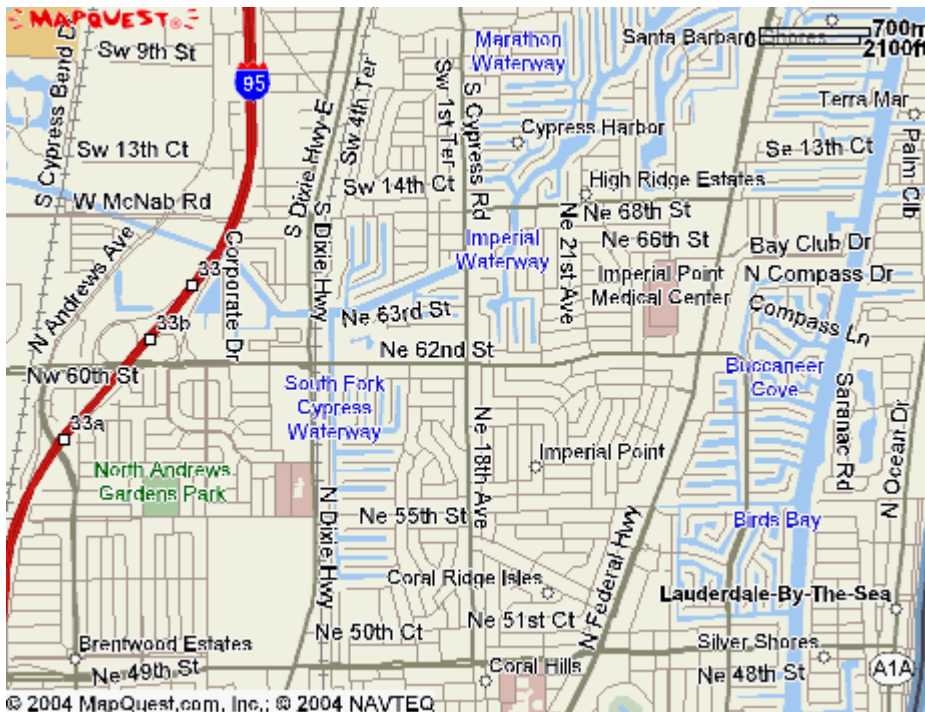 MAPQUEST
Sw 9th St
95
S Cypress Bend Dr
S Dixie Hwy E
Sw 4th Ter
Sw 1st Ter
S Cypress Rd
Marathon
Waterway
Santa Barbara Shores
0
700m
2100ft
Terra Mar
Palm Clb
Cypress Harbor
Sw 13th Ct
Se 13th Ct
Sw 14th Ct
High Ridge Estates
W McNab Rd
Ne 68th St
N Andrews Ave
Corporate Dr
S Dixie Hwy
Imperial
Waterway
Ne 21st Ave
Ne 66th St
Bay Club Dr
Imperial Point
Medical Center
N Compass Dr
Compass Ln
33
33b
Ne 63rd St
Ne 62nd St
Nw 60th St
South Fork
Cypress
Waterway
Buccaneer
Cove
Saranac Rd
N Ocean Dr
33a
Ne 18th Ave
Imperial Point
North Andrews
Gardens Park
N Dixie Hwy
Ne 55th St
N Federal Hwy
Birds Bay
Coral Ridge Isles
Lauderdale-By-The-Sea
Ne 50th Ct
Ne 51st Ct
Brentwood Estates
Silver Shores
Ne 49th St
Coral Hills
Ne 48th St
A1A
© 2004 MapQuest.com, Inc.; © 2004 NAVTEQ